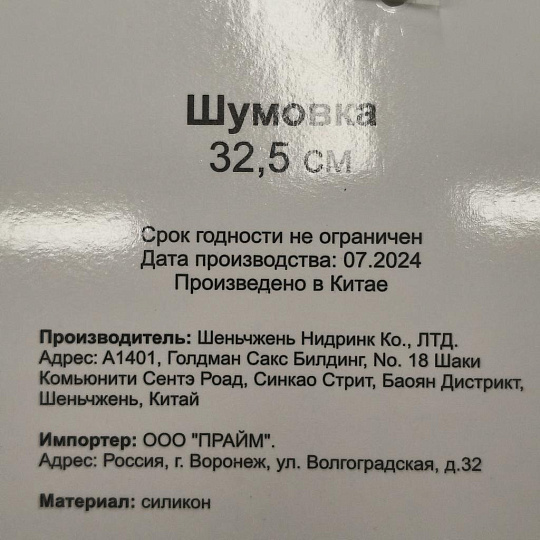 Шумовка
32,5 см
Срок годности не ограничен
Дата производства: 07.2024
Произведено в Китае
Производитель: Шеньчжень Нидринк Ко., ЛТД.
Адрес: А1401, Голдман Сакс Билдинг, No. 18 Шаки
Комьюнити Сентэ Роад, Синкао Стрит, Баоян Дистрикт,
Шеньчжень, Китай
Импортер: ООО "ПРАЙМ".
Адрес: Россия, г. Воронеж, ул. Волгоградская, д.32
Материал: силикон